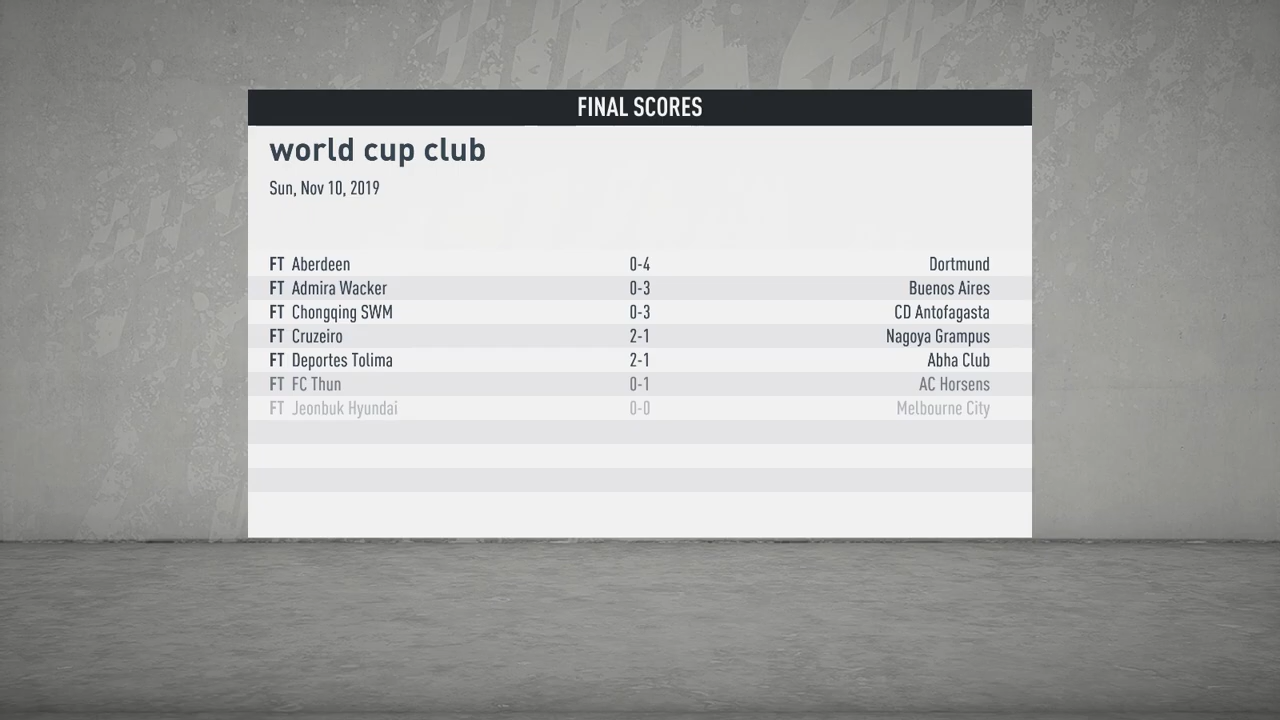 FINAL SCORES
world cup club
Sun, Nov 10, 2019
FT Aberdeen 0-4 Dortmund
FT Admira Wacker 0-3 Buenos Aires
FT Chongqing SWM 0-3 CD Antofagasta
FT Cruzeiro 2-1 Nagoya Grampus
FT Deportes Tolima 2-1 Abha Club
FT FC Thun 0-1 AC Horsens
FT Jeonbuk Hyundai 0-0 Melbourne City